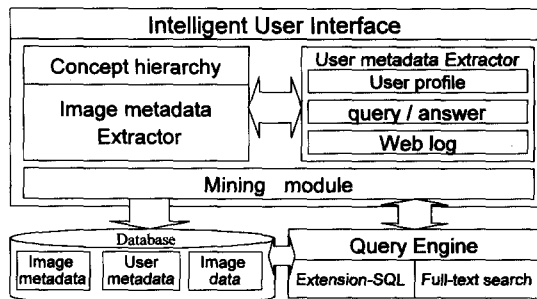 Intelligent User Interface
Concept hierarchy
Image metadata
Extractor
User metadata Extractor
User profile
query / answer
Web log
Mining module
Database
Image
metadata
User
metadata
Image
data
Query Engine
Extension-SQL
Full-text search